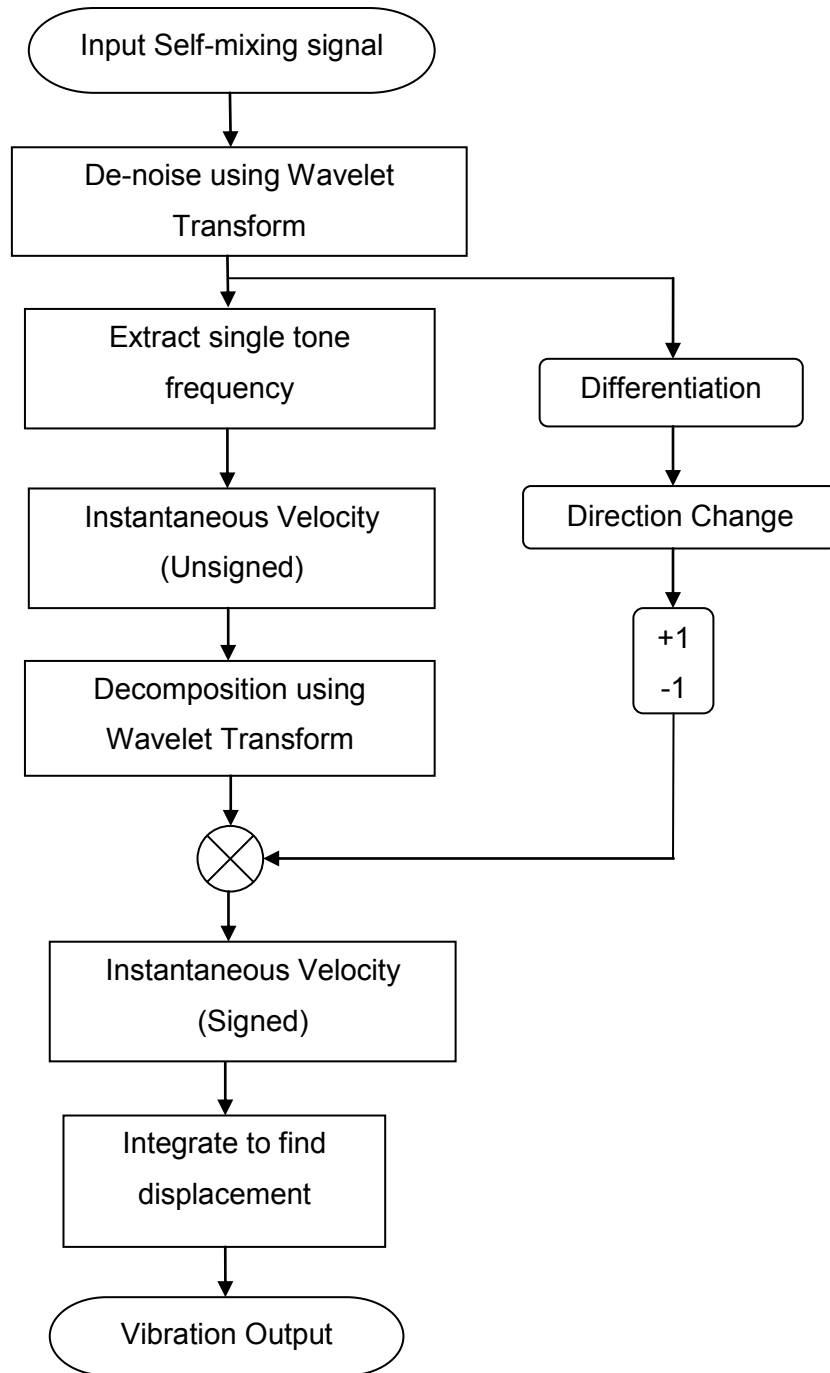 Input Self-mixing signal
De-noise using Wavelet
Transform
Extract single tone
frequency
Differentiation
Instantaneous Velocity
(Unsigned)
Direction Change
+1
-1
Decomposition using
Wavelet Transform
Instantaneous Velocity
(Signed)
Integrate to find
displacement
Vibration Output